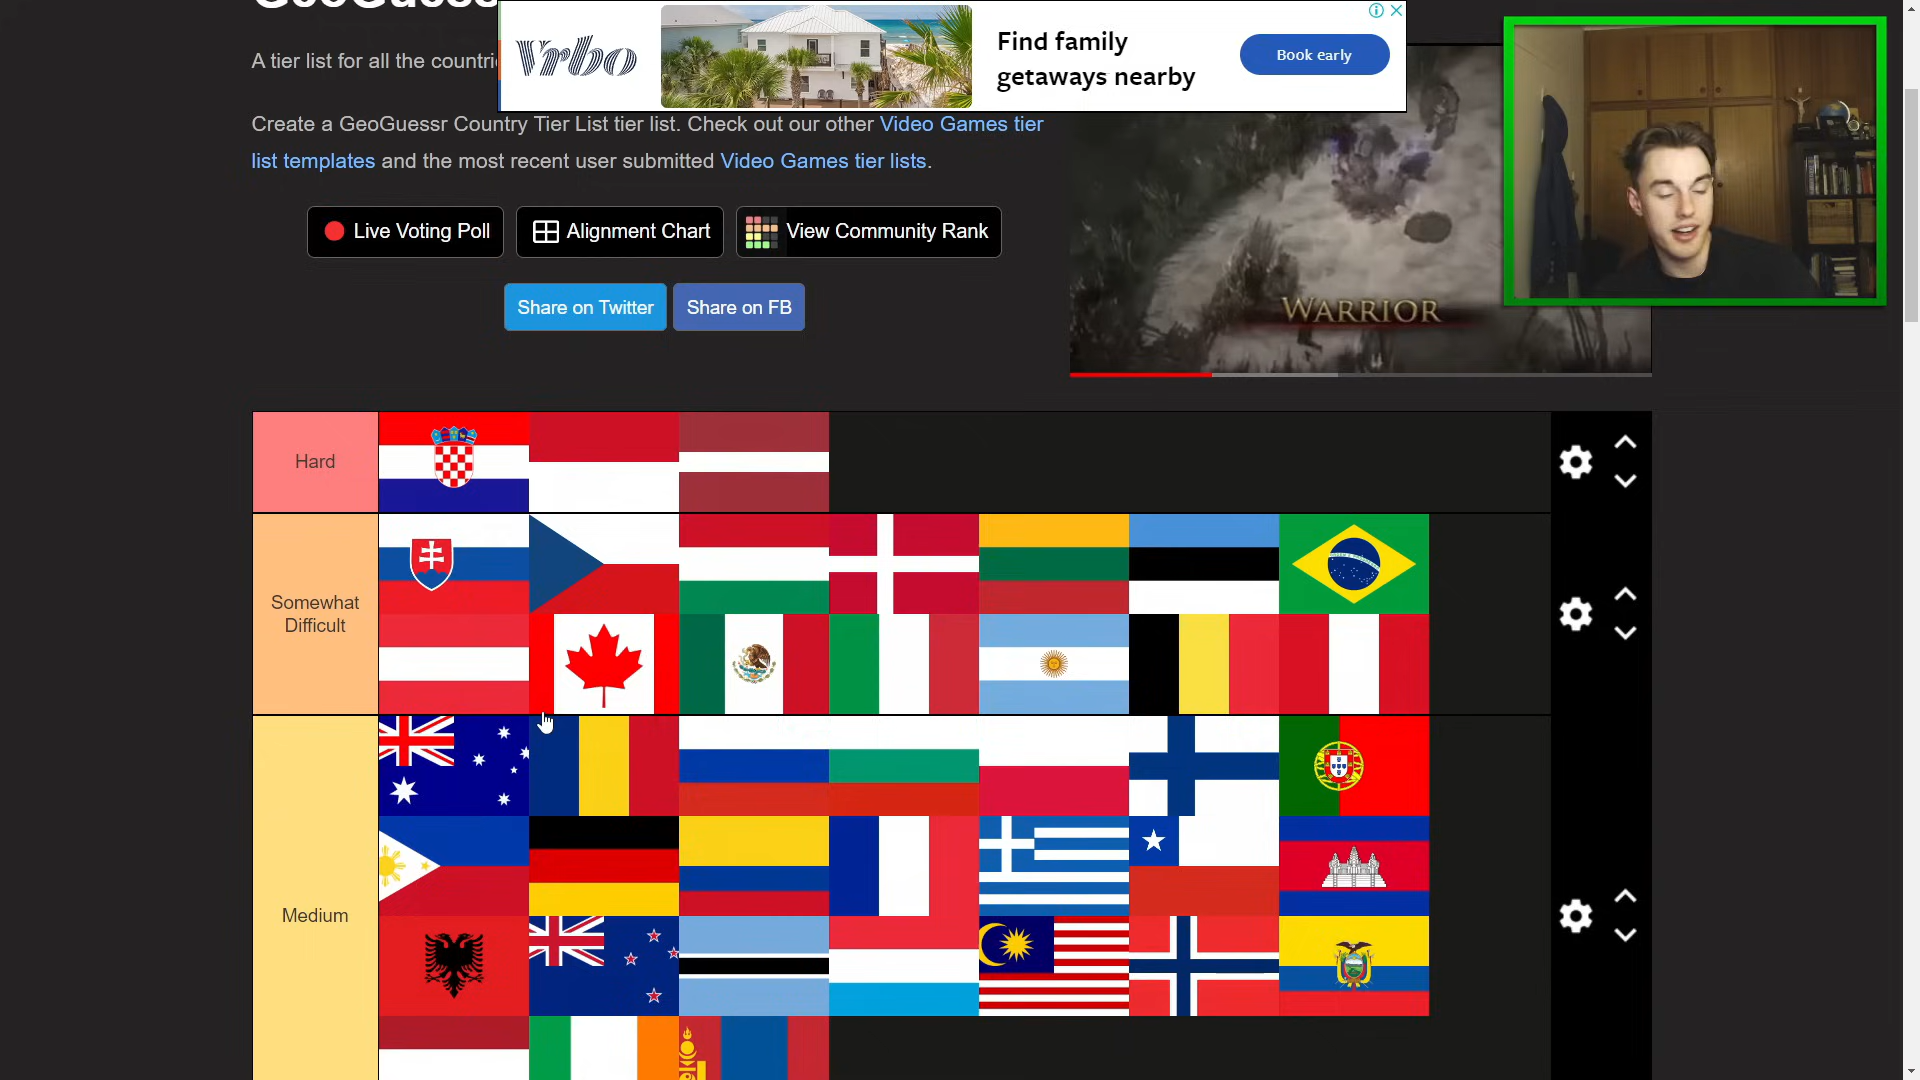 Vrbo
Find family
getaways nearby
Book early
A tier list for all the countri
Create a GeoGuessr Country Tier List tier list. Check out our other Video Games tier
list templates and the most recent user submitted Video Games tier lists.
Live Voting Poll
Alignment Chart
View Community Rank
Share on Twitter
Share on FB
WARRIOR
Hard
Somewhat
Difficult
Medium